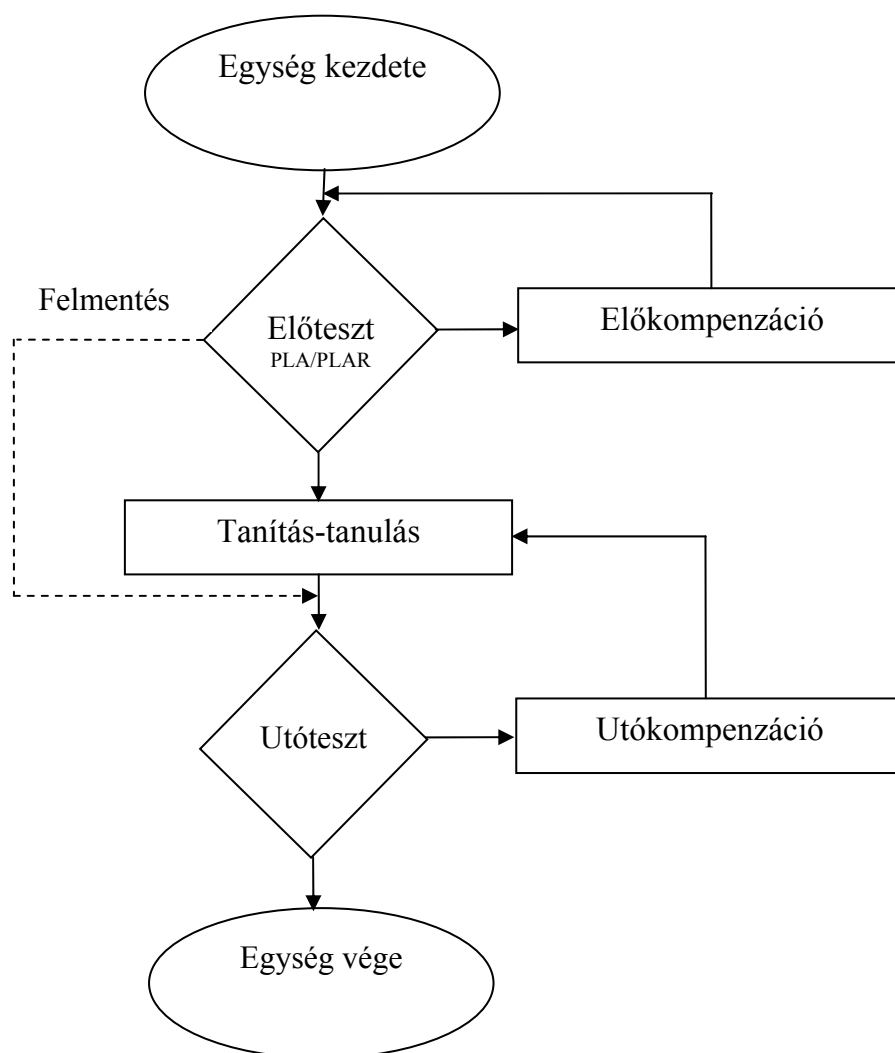 Egység kezdete
Felmentés
Előteszt
PLA/PLAR
Előkompenzáció
Tanítás-tanulás
Utóteszt
Utókompenzáció
Egység vége